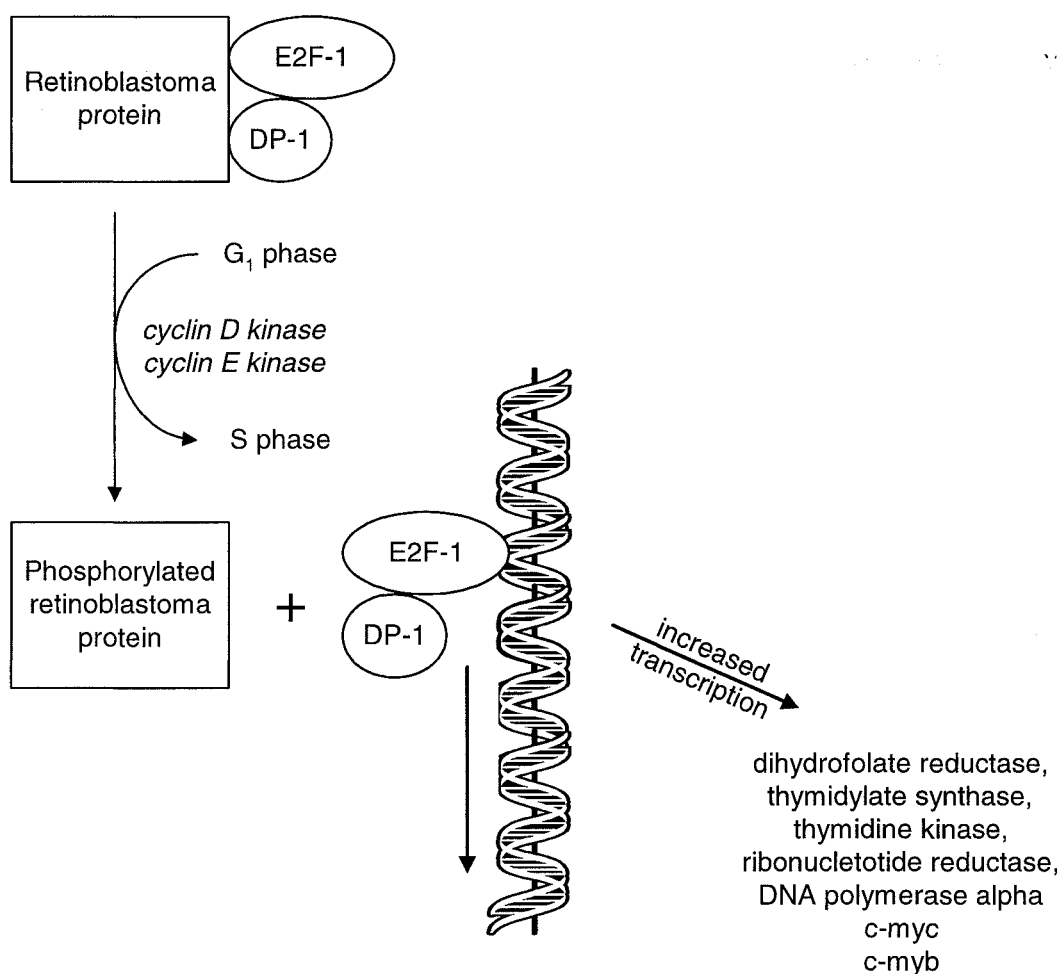 Retinoblastoma
protein
E2F-1
DP-1
G₁ phase
cyclin D kinase
cyclin E kinase
S phase
Phosphorylated
retinoblastoma
protein
+
E2F-1
DP-1
increased
transcription
dihydrofolate reductase,
thymidylate synthase,
thymidine kinase,
ribonucletotide reductase,
DNA polymerase alpha
c-myc
c-myb